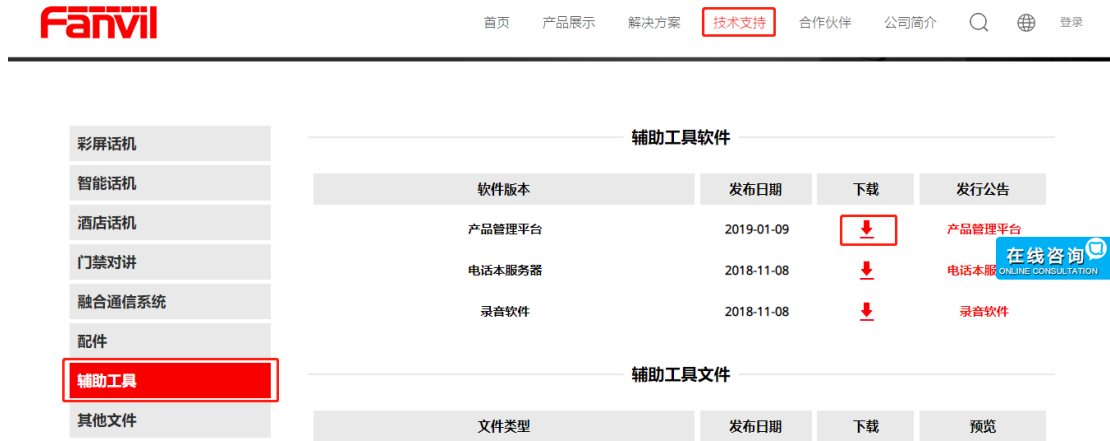 Fanvil 首页 产品展示 解决方案 技术支持 合作伙伴 公司简介 登录
彩屏话机
智能话机
酒店话机
门禁对讲
融合通信系统
配件
辅助工具
其他文件
辅助工具软件
软件版本 发布日期 下载 发行公告
产品管理平台 2019-01-09 产品管理平台
电话本服务器 2018-11-08 电话本服
录音软件 2018-11-08 录音软件
在线咨询
ONLINE CONSULTATION
辅助工具文件
文件类型 发布日期 下载 预览